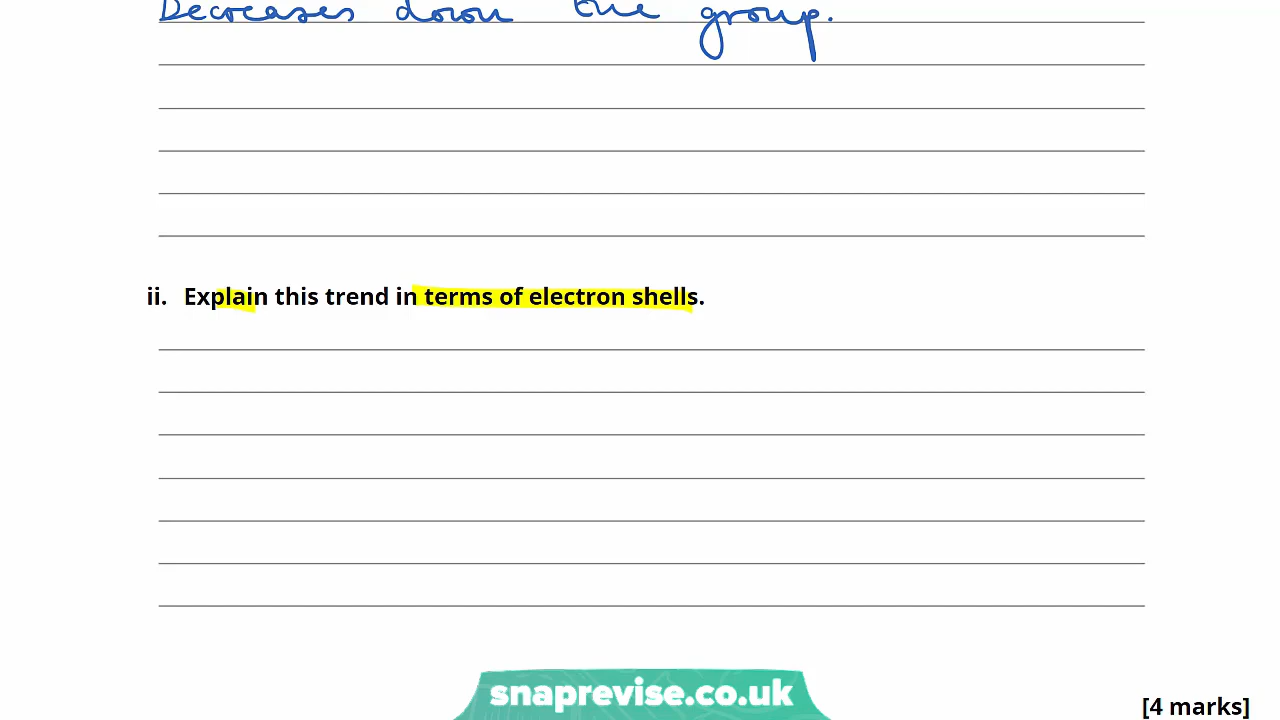 Decreases down the group.
ii. Explain this trend in terms of electron shells.
snaprevise.co.uk
[4 marks]